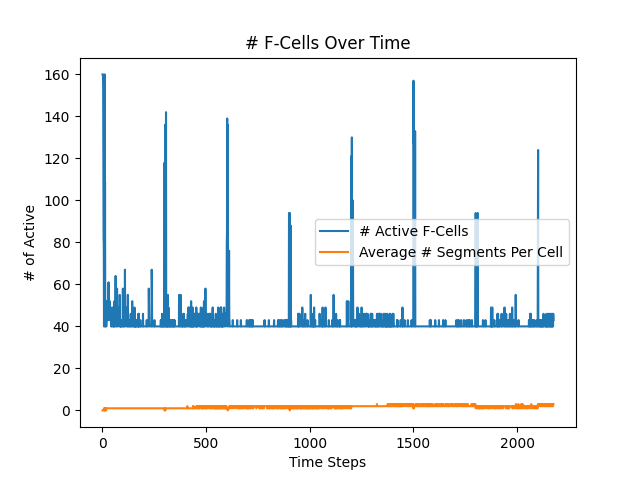 # F-Cells Over Time
# of Active
160
140
120
100
80
60
40
20
0
# Active F-Cells
Average # Segments Per Cell
0
500
1000
1500
2000
Time Steps